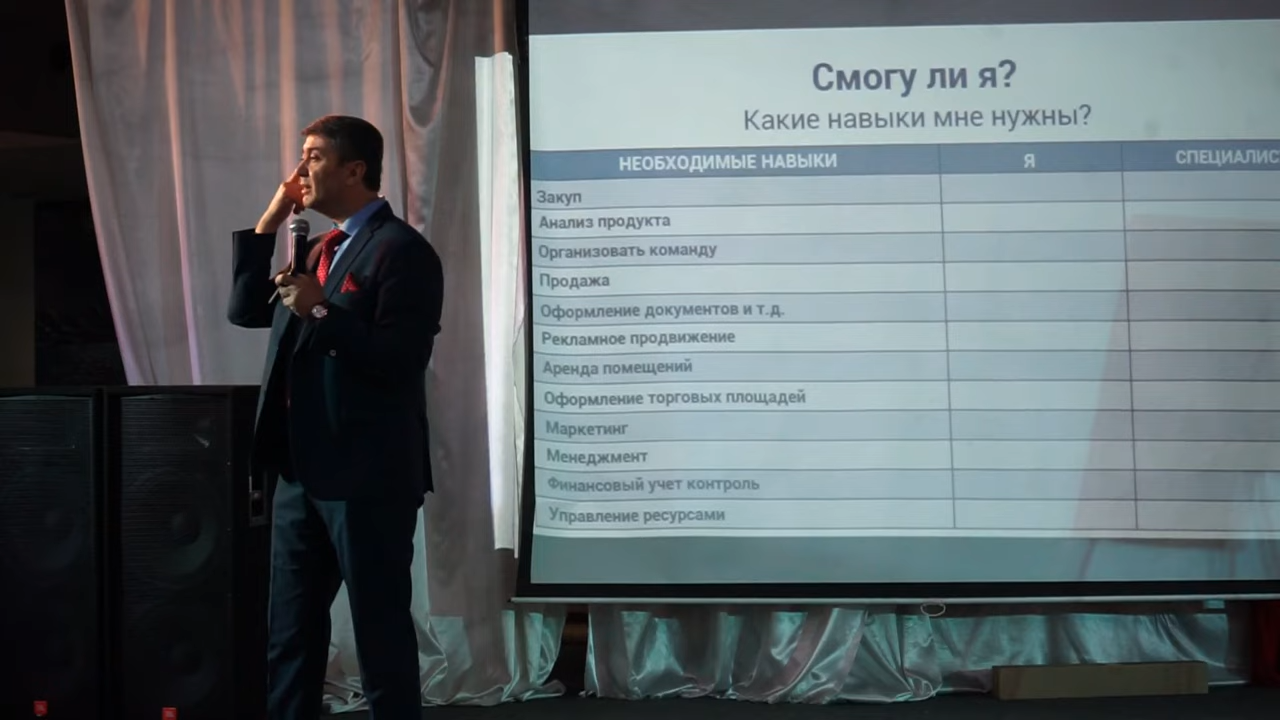 Смогу ли я?
Какие навыки мне нужны?
НЕОБХОДИМЫЕ НАВЫКИ Я СПЕЦИАЛИС
Закуп
Анализ продукта
Организовать команду
Продажа
Оформление документов и т.д.
Рекламное продвижение
Аренда помещений
Оформление торговых площадей
Маркетинг
Менеджмент
Финансовый учет контроль
Управление ресурсами